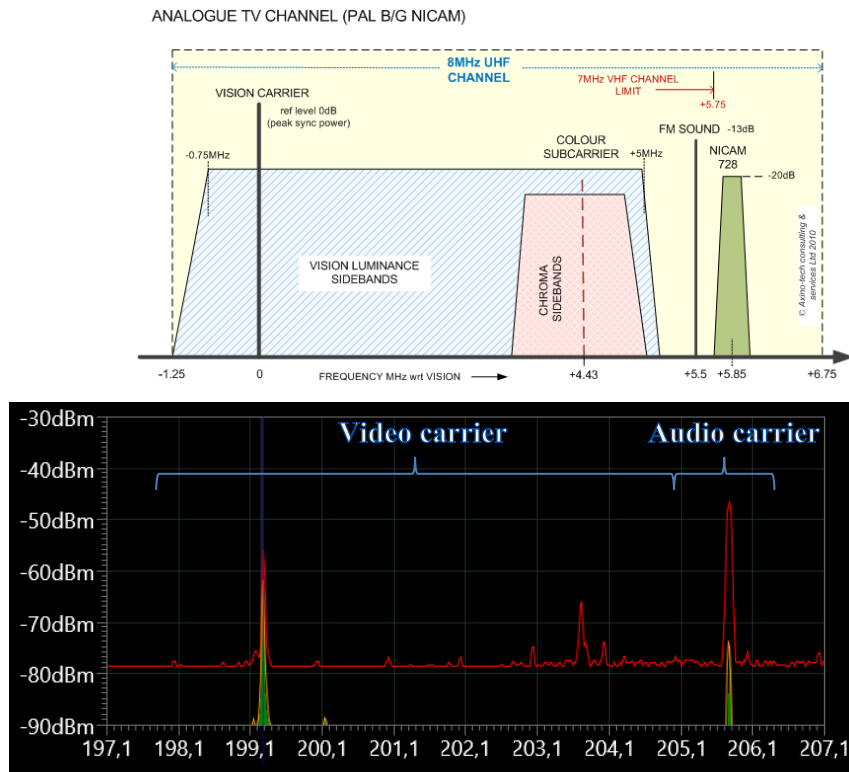 ANALOGUE TV CHANNEL (PAL B/G NICAM)
8MHz UHF
CHANNEL
7MHz VHF CHANNEL
LIMIT
+5.75
VISION CARRIER
ref level 0dB
(peak sync power)
FM SOUND -13dB
COLOUR
SUBCARRIER
-0.75MHz
+5MHz
NICAM
728
-20dB
VISION LUMINANCE
SIDEBANDS
CHROMA
SIDEBANDS
© Axino-tech consulting &
services Ltd 2010
-1.25
0
FREQUENCY MHz wrt VISION
+4.43
+5.5
+5.85
+6.75
-30dBm
Video carrier
Audio carrier
-40dBm
-50dBm
-60dBm
-70dBm
-80dBm
-90dBm
197,1 198,1 199,1 200,1 201,1 202,1 203,1 204,1 205,1 206,1 207,1